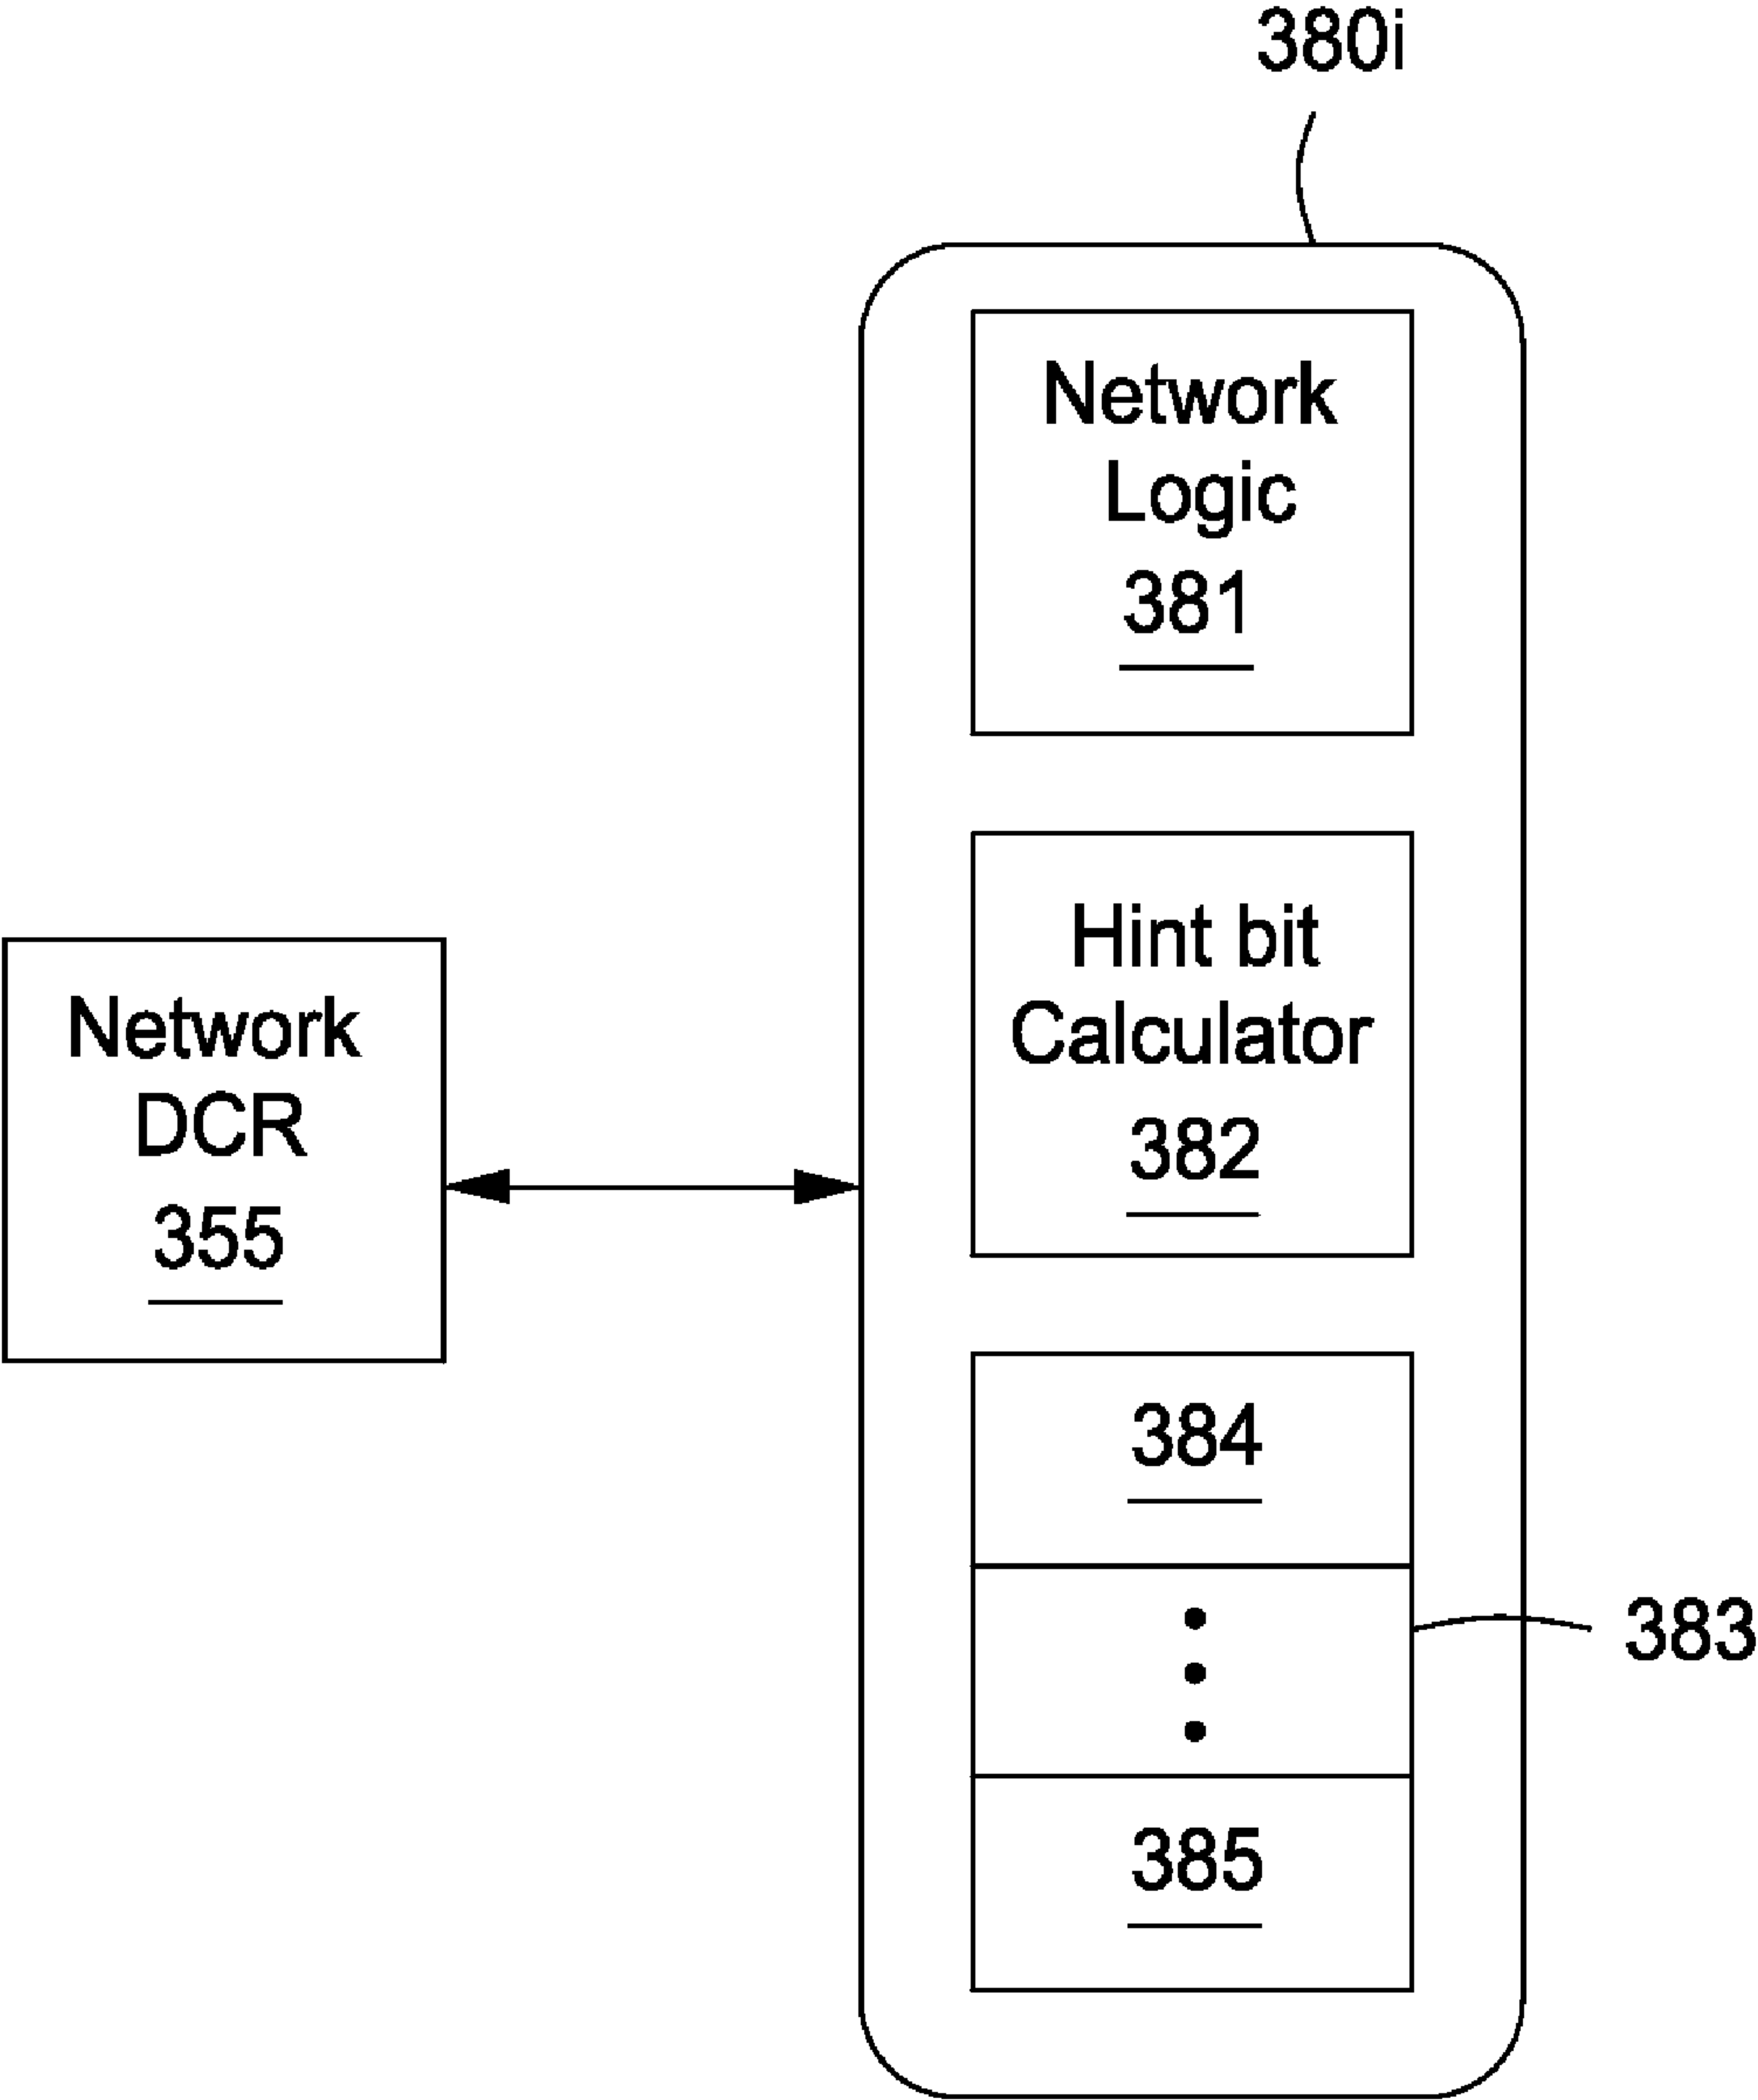 380i
Network
Logic
381
Hint bit
Calculator
382
Network
DCR
355
384
383
385